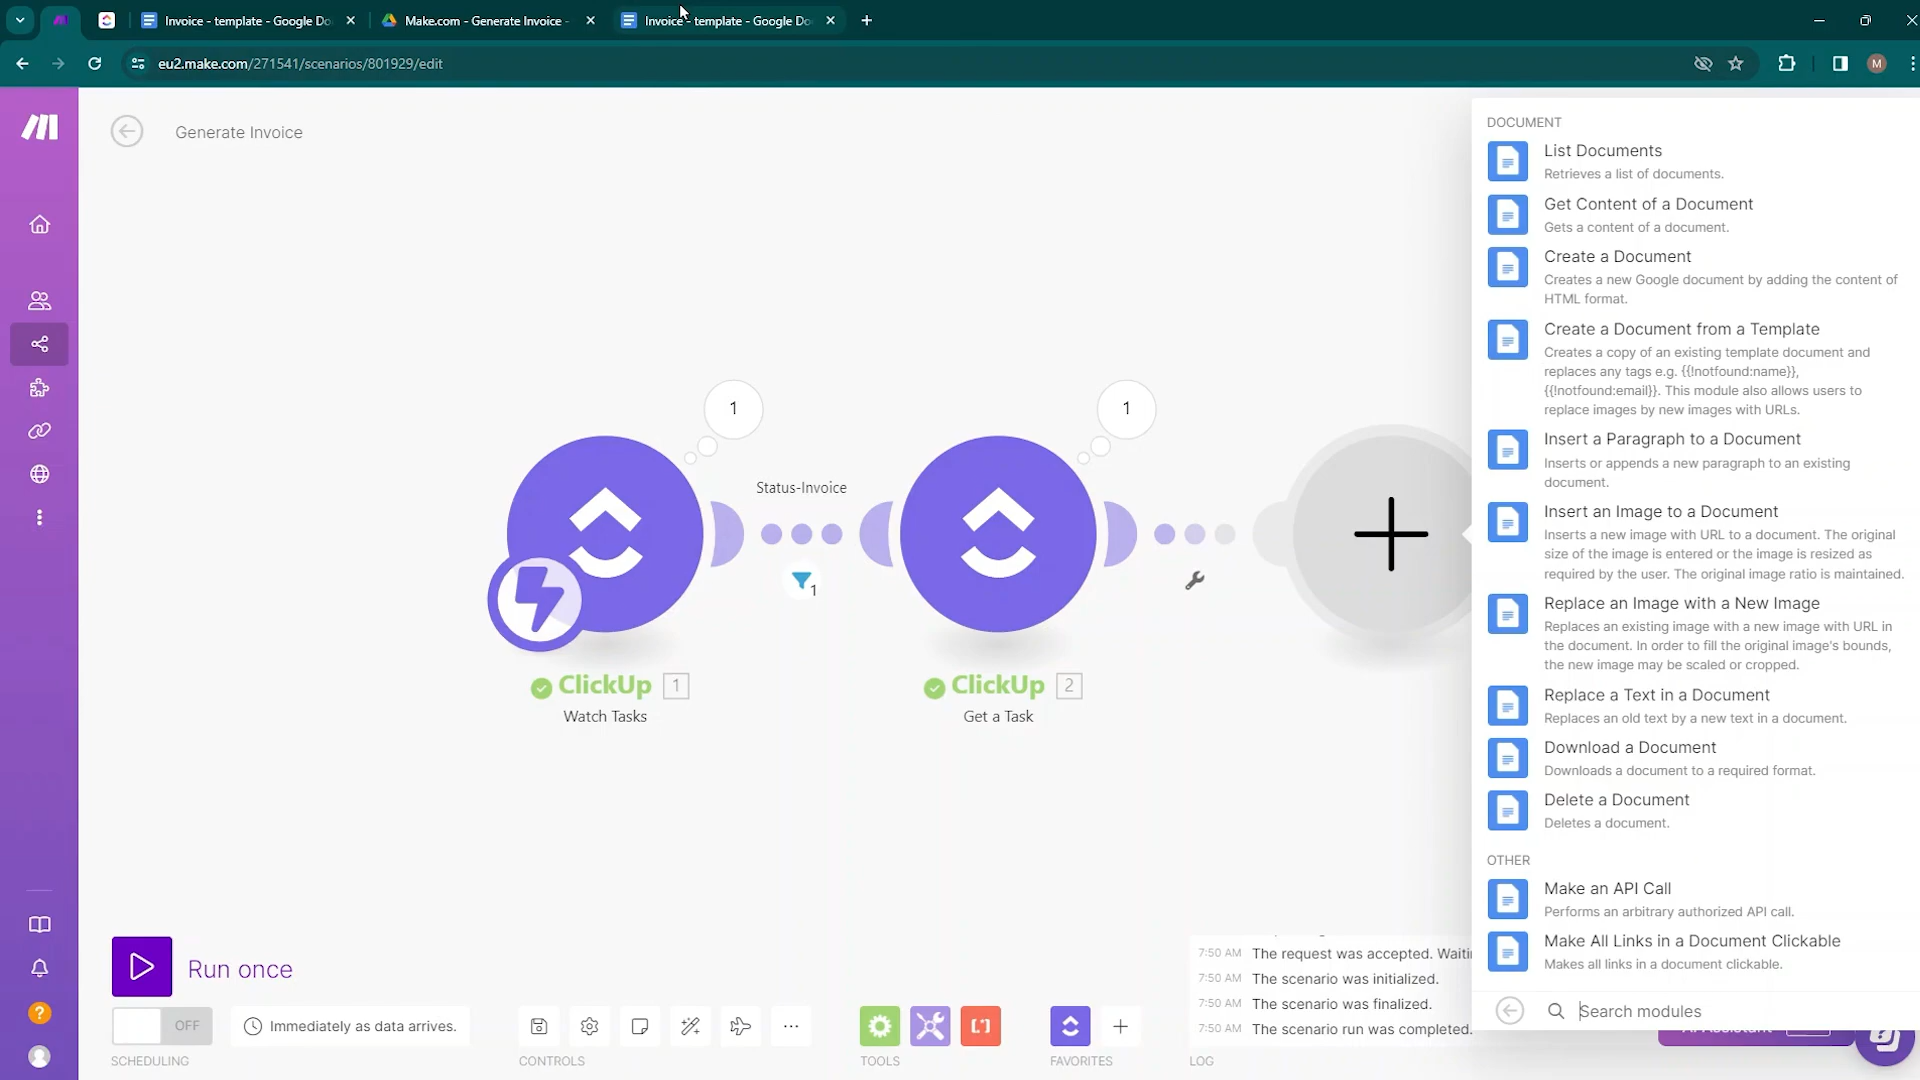 Invoice - template - Google Do
Make.com - Generate Invoice -
Invoice - template - Google Do
eu2.make.com/271541/scenarios/801929/edit
M
Generate Invoice
DOCUMENT
List Documents
Retrieves a list of documents.
Get Content of a Document
Gets a content of a document.
Create a Document
Creates a new Google document by adding the content of
HTML format.
Create a Document from a Template
Creates a copy of an existing template document and
replaces any tags e.g. {{!notfound:name}},
{{!notfound:email}}. This module also allows users to
replace images by new images with URLs.
Insert a Paragraph to a Document
Inserts or appends a new paragraph to an existing
document.
Insert an Image to a Document
Inserts a new image with URL to a document. The original
size of the image is entered or the image is resized as
required by the user. The original image ratio is maintained.
Replace an Image with a New Image
Replaces an existing image with a new image with URL in
the document. In order to fill the original image's bounds,
the new image may be scaled or cropped.
Replace a Text in a Document
Replaces an old text by a new text in a document.
Download a Document
Downloads a document to a required format.
Delete a Document
Deletes a document.
OTHER
Make an API Call
Performs an arbitrary authorized API call.
Make All Links in a Document Clickable
Makes all links in a document clickable.
Search modules
1
1
Status-Invoice
1
ClickUp 1
Watch Tasks
ClickUp 2
Get a Task
Run once
OFF
Immediately as data arrives.
SCHEDULING
CONTROLS
TOOLS
FAVORITES
7:50 AM The request was accepted. Waiti
7:50 AM The scenario was initialized.
7:50 AM The scenario was finalized.
7:50 AM The scenario run was completed.
LOG